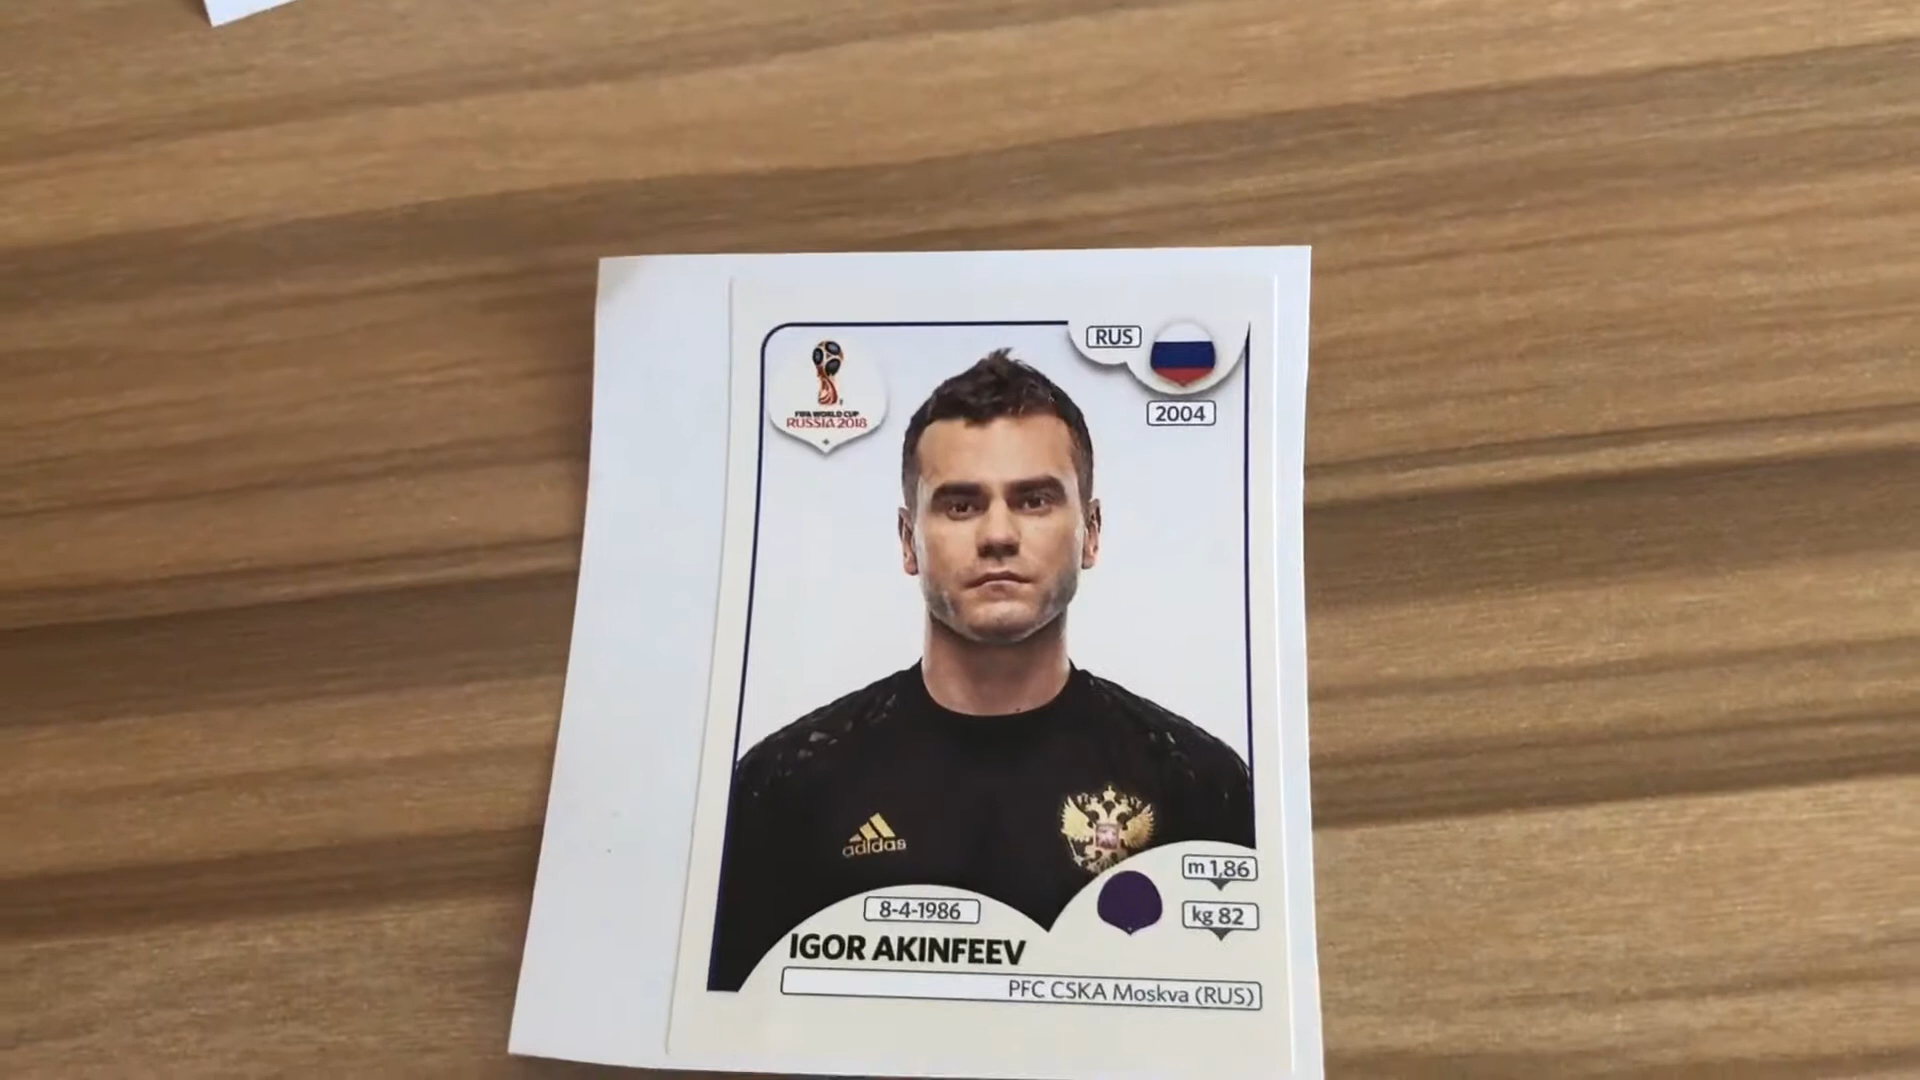 RUS
FIFA WORLD CUP
RUSSIA 2018
2004
adidas
m 1,86
8-4-1986
kg 82
IGOR AKINFEEV
PFC CSKA Moskva (RUS)